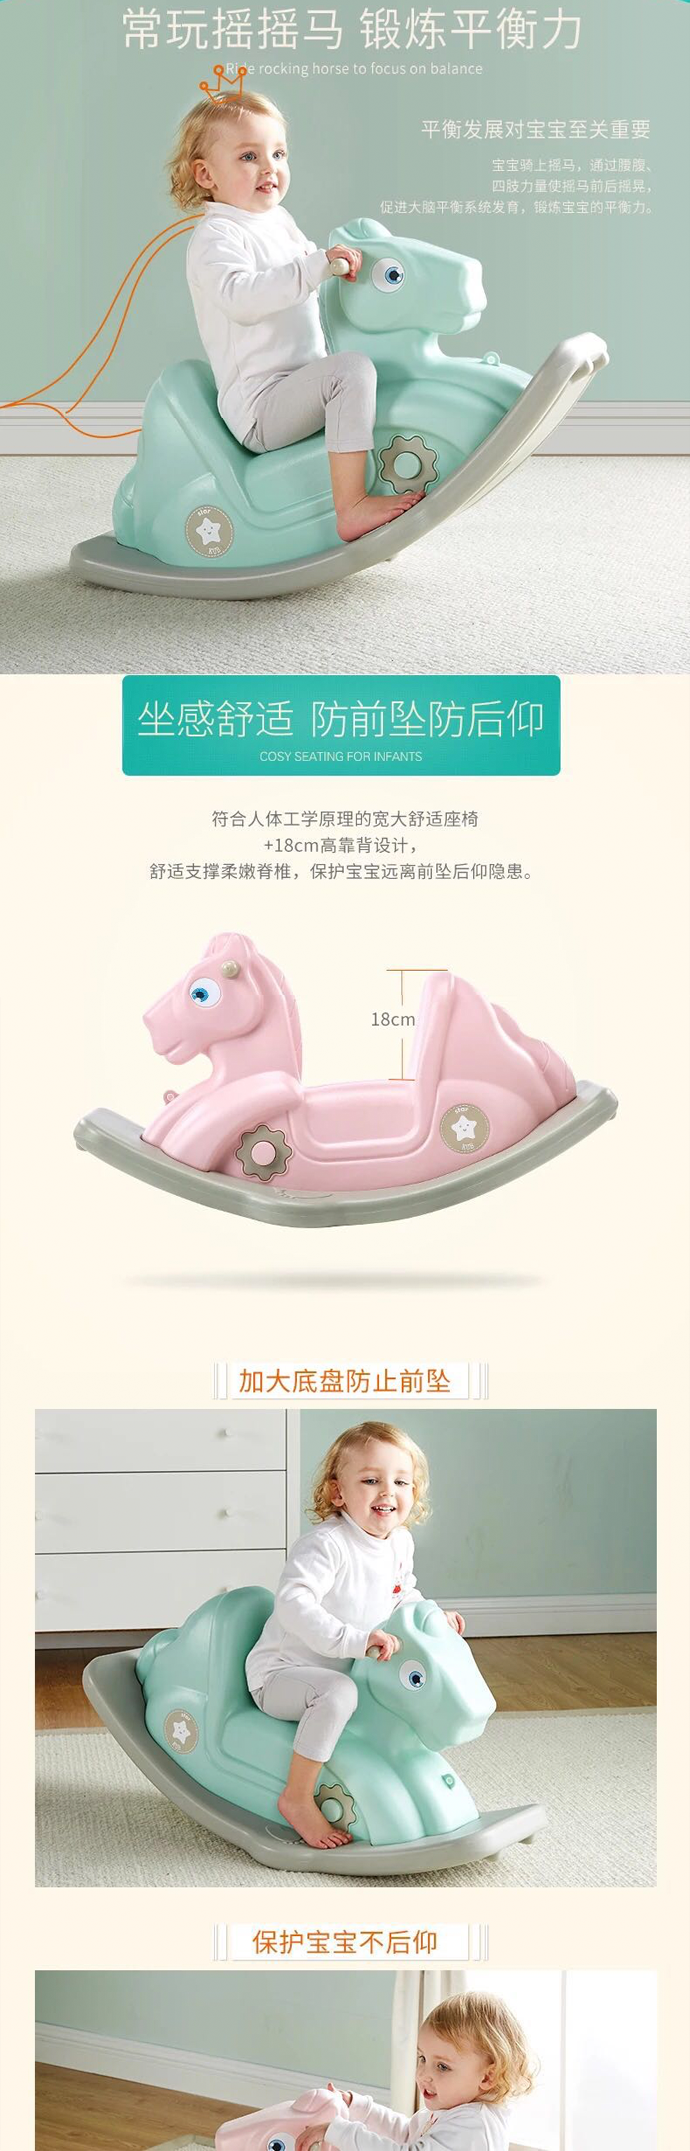 常玩摇摇马 锻炼平衡力
Ride rocking horse to focus on balance
平衡发展对宝宝至关重要
宝宝骑上摇马，通过腰腹、
四肢力量使摇马前后摇晃，
促进大脑平衡系统发育，锻炼宝宝的平衡力。
star
坐感舒适 防前坠防后仰
COSY SEATING FOR INFANTS
符合人体工学原理的宽大舒适座椅
+18cm高靠背设计，
舒适支撑柔嫩脊椎，保护宝宝远离前坠后仰隐患。
18cm
star
加大底盘防止前坠
star
保护宝宝不后仰